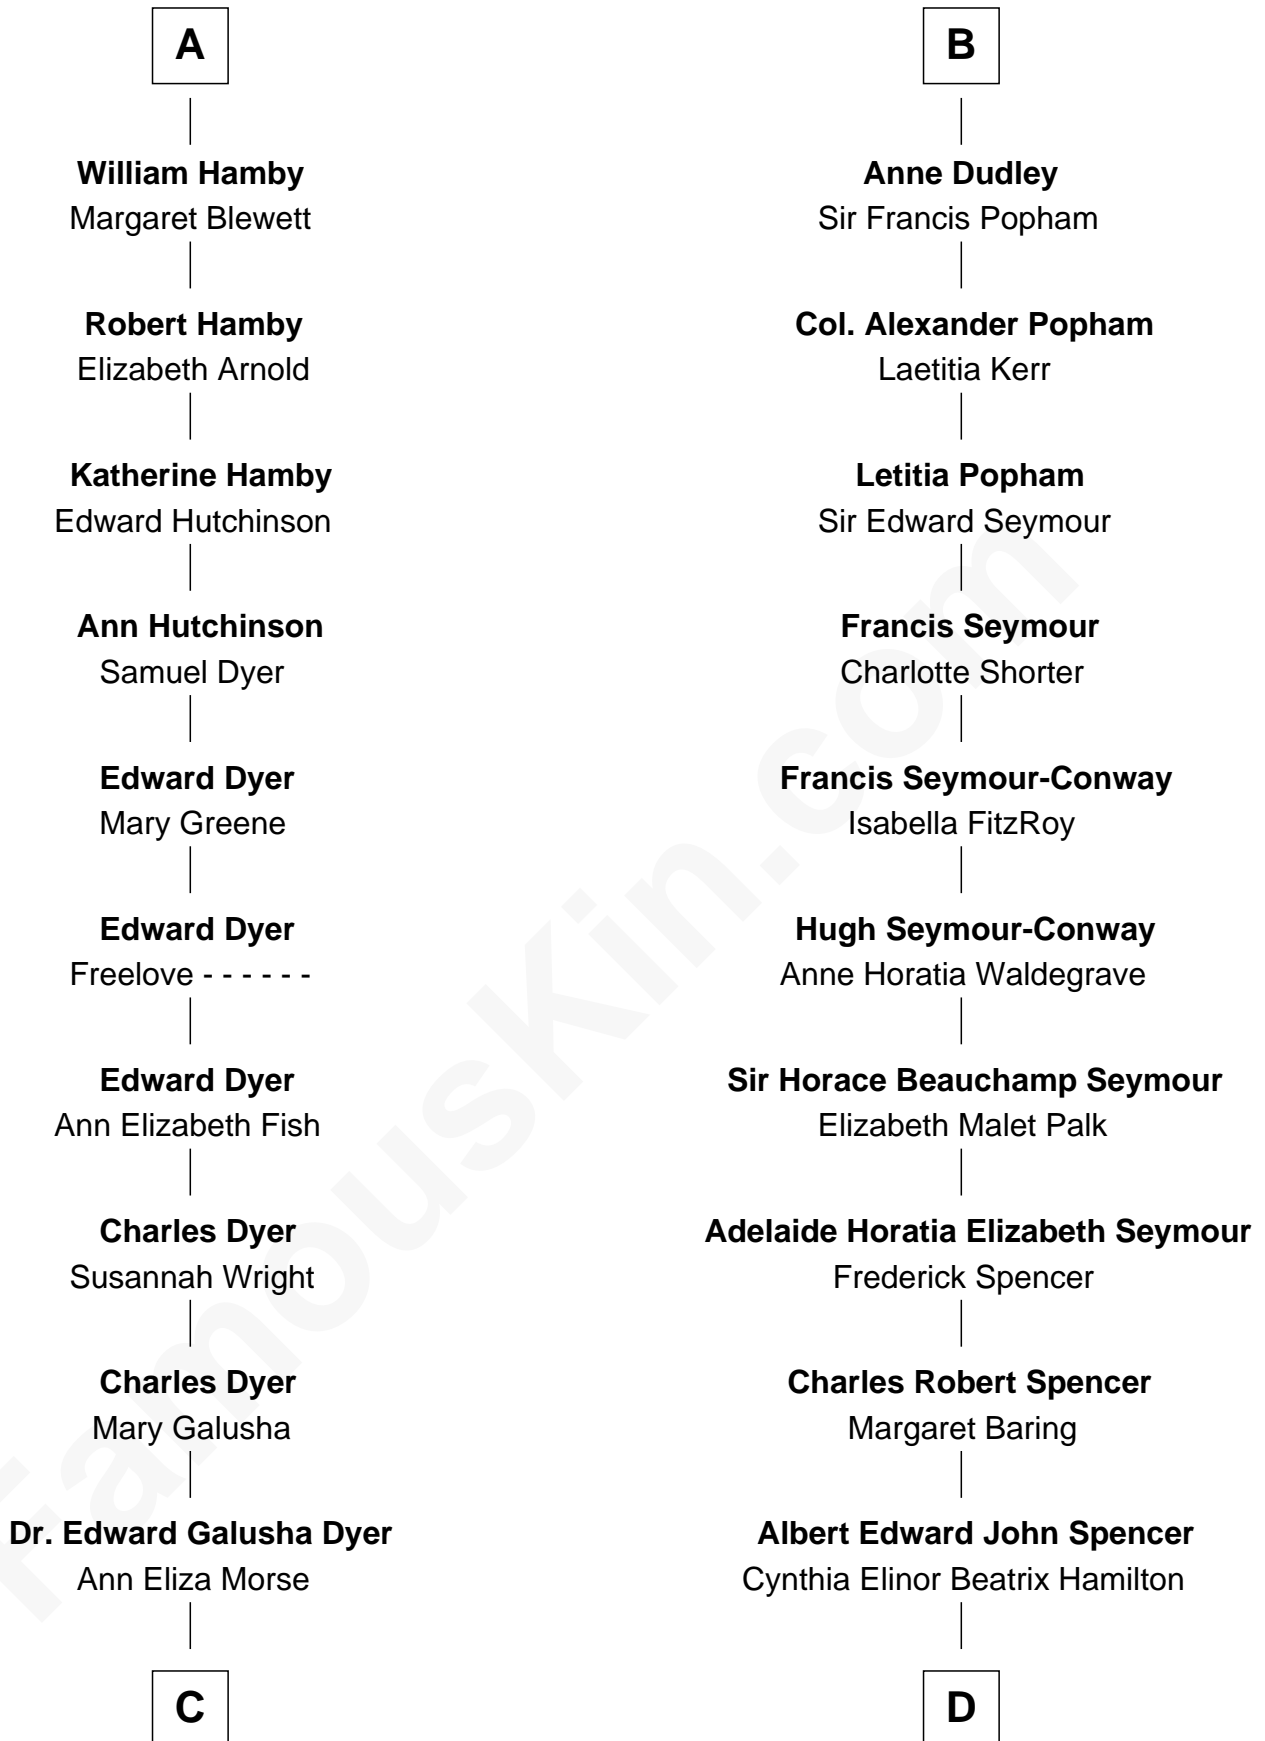 A
William Hamby
Margaret Blewett
Robert Hamby
Elizabeth Arnold
Katherine Hamby
Edward Hutchinson
Ann Hutchinson
Samuel Dyer
Edward Dyer
Mary Greene
Edward Dyer
Freelove - - - - - -
Edward Dyer
Ann Elizabeth Fish
Charles Dyer
Susannah Wright
Charles Dyer
Mary Galusha
Dr. Edward Galusha Dyer
Ann Eliza Morse
C
B
Anne Dudley
Sir Francis Popham
Col. Alexander Popham
Laetitia Kerr
Letitia Popham
Sir Edward Seymour
Francis Seymour
Charlotte Shorter
Francis Seymour-Conway
Isabella FitzRoy
Hugh Seymour-Conway
Anne Horatia Waldegrave
Sir Horace Beauchamp Seymour
Elizabeth Malet Palk
Adelaide Horatia Elizabeth Seymour
Frederick Spencer
Charles Robert Spencer
Margaret Baring
Albert Edward John Spencer
Cynthia Elinor Beatrix Hamilton
D
FamousKin.com